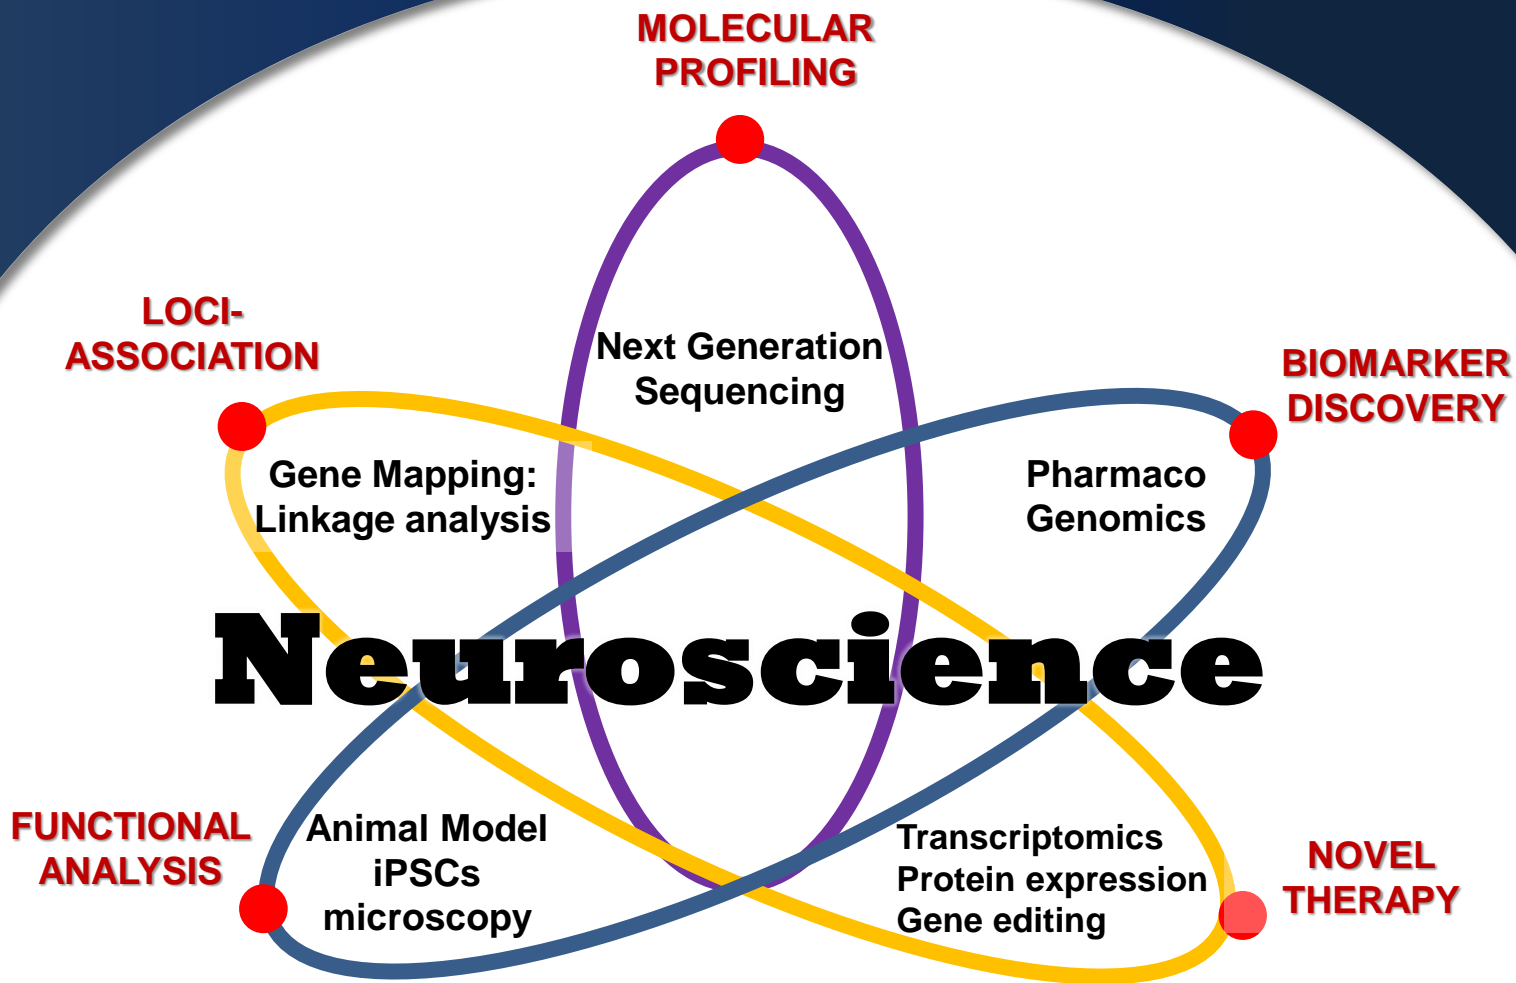 MOLECULAR
PROFILING
LOCI-
ASSOCIATION
Next Generation
Sequencing
BIOMARKER
DISCOVERY
Gene Mapping:
Linkage analysis
Pharmaco
Genomics
Neuroscience
FUNCTIONAL
ANALYSIS
Animal Model
iPSCs
microscopy
Transcriptomics
Protein expression
Gene editing
NOVEL
THERAPY